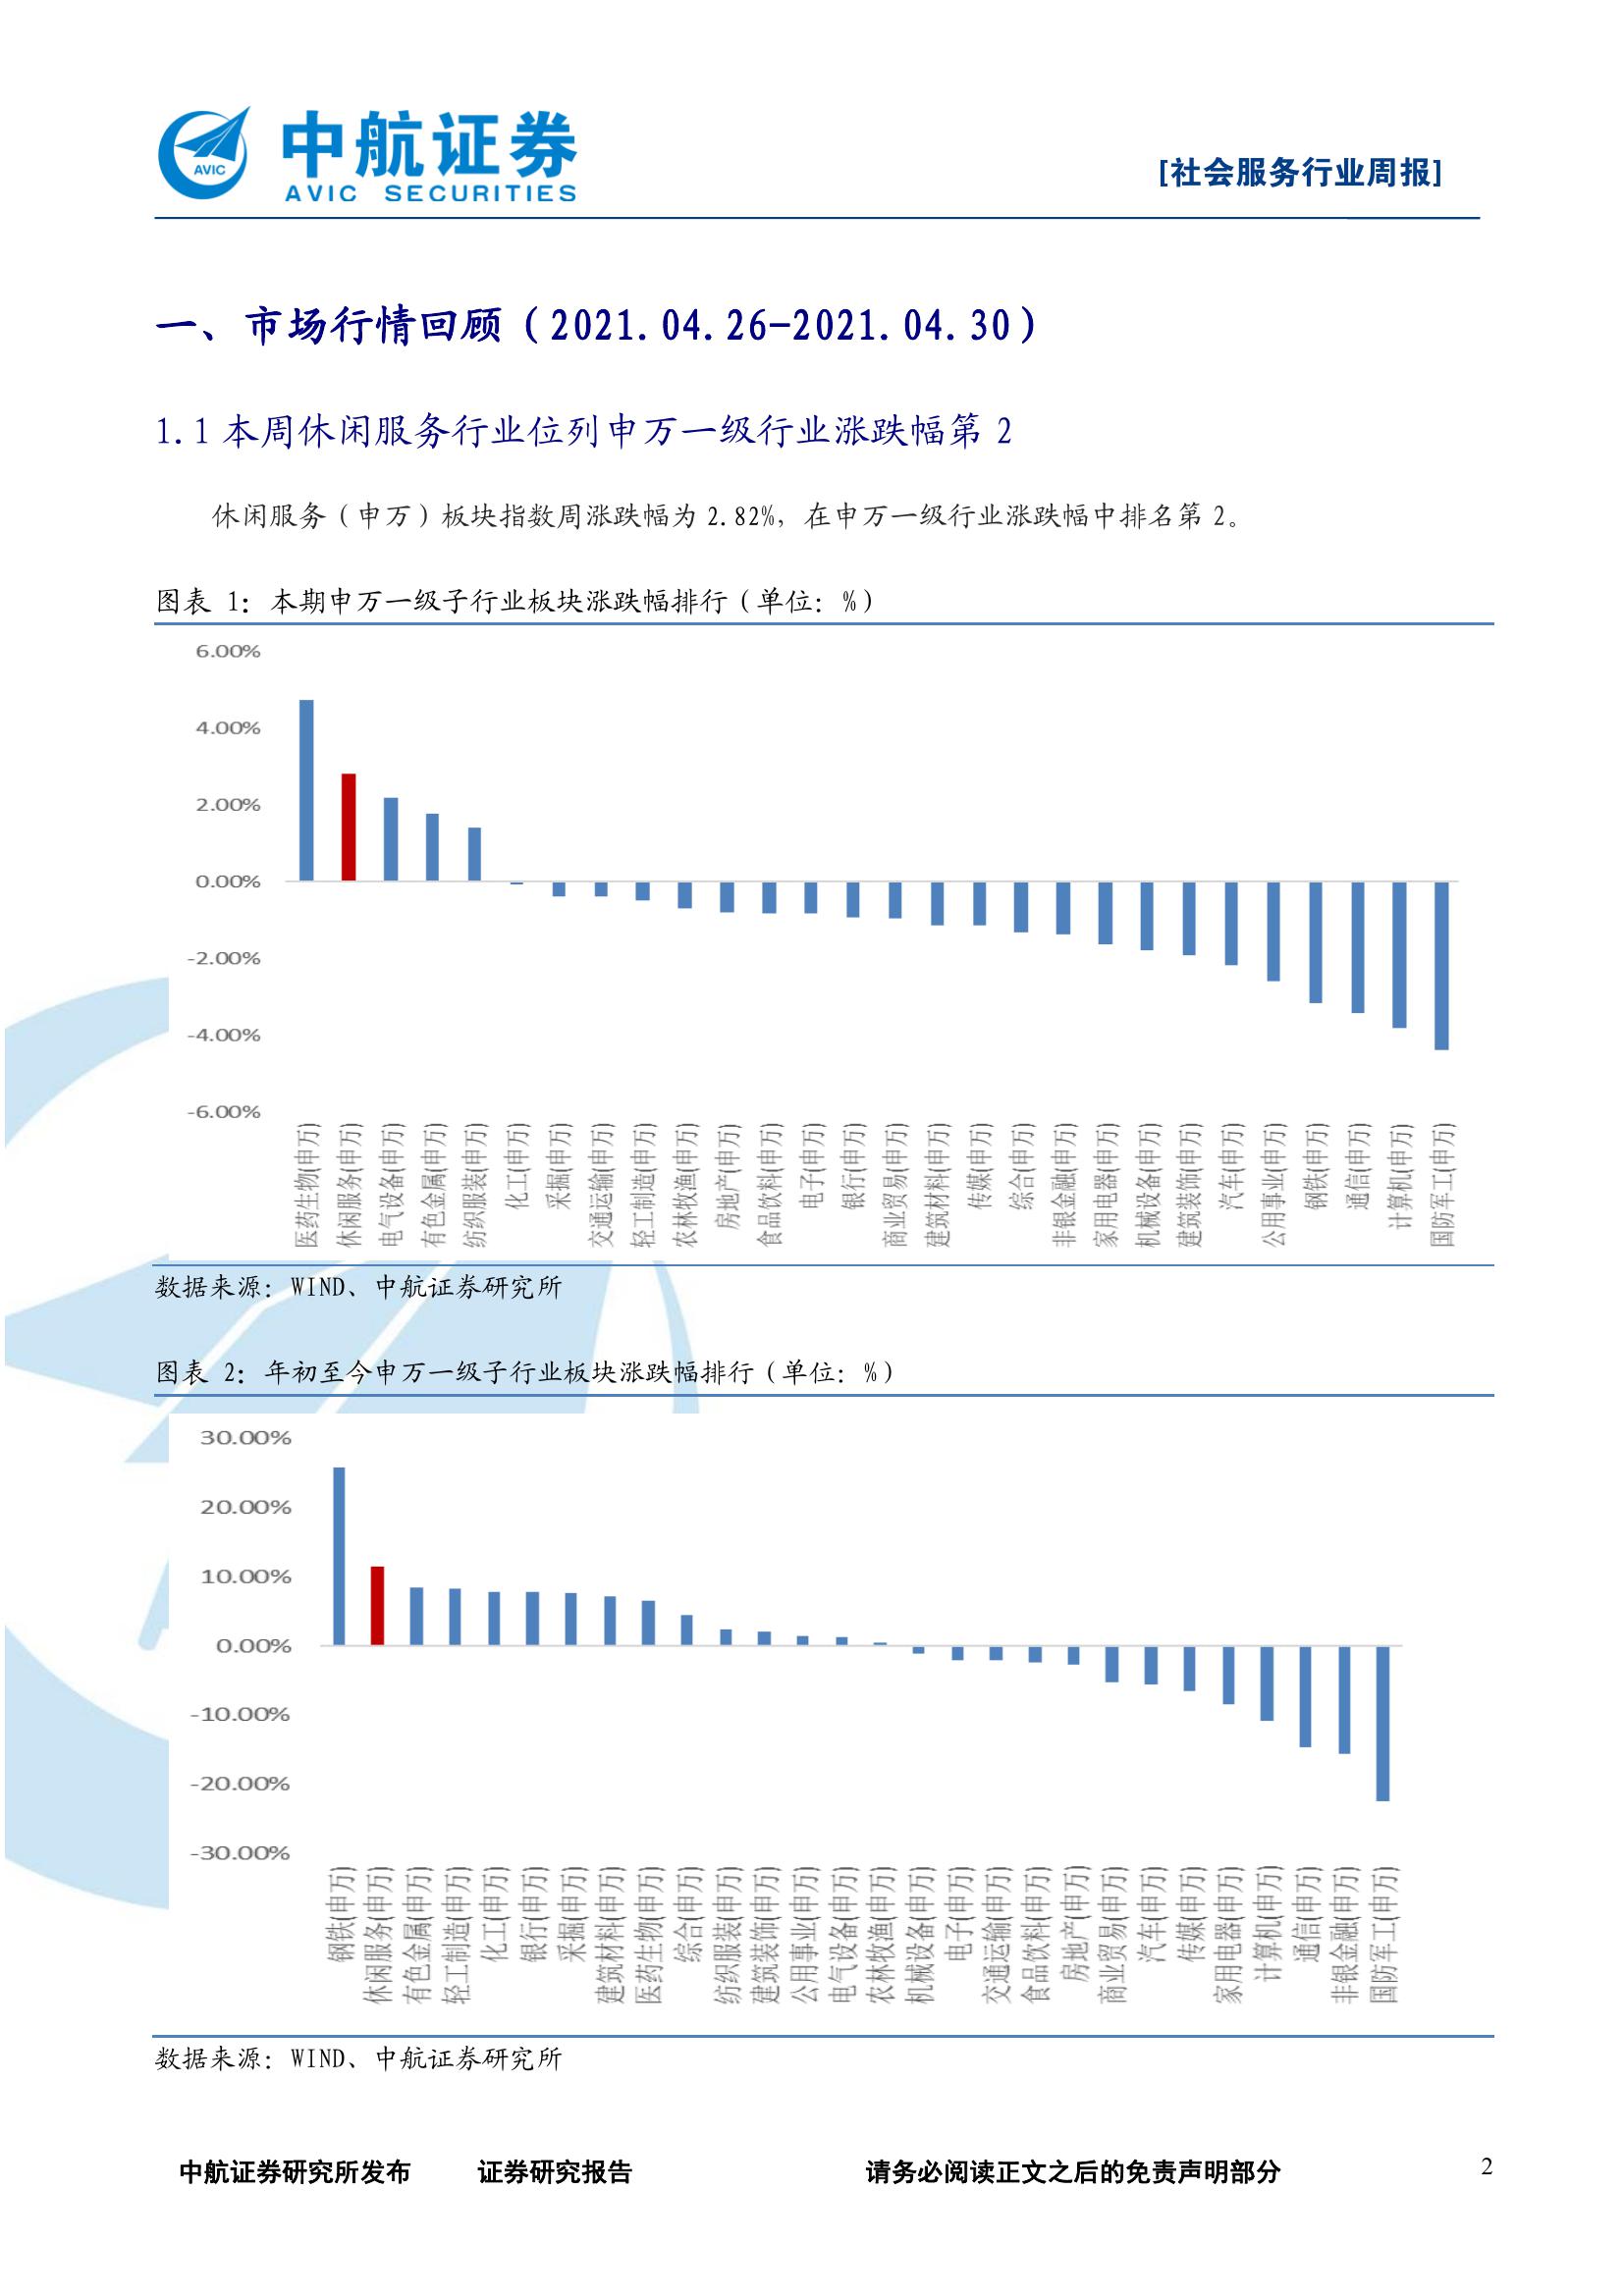 AVIC
中航证券
AVIC SECURITIES
[社会服务行业周报]
一、市场行情回顾（2021.04.26-2021.04.30）
1.1 本周休闲服务行业位列申万一级行业涨跌幅第 2
休闲服务（申万）板块指数周涨跌幅为 2.82%，在申万一级行业涨跌幅中排名第 2。
图表 1：本期申万一级子行业板块涨跌幅排行（单位：%）
6.00%
4.00%
2.00%
0.00%
-2.00%
-4.00%
-6.00%
医药生物(申万)
休闲服务(申万)
电气设备(申万)
有色金属(申万)
纺织服装(申万)
化工(申万)
采掘(申万)
交通运输(申万)
轻工制造(申万)
农林牧渔(申万)
房地产(申万)
食品饮料(申万)
电子(申万)
银行(申万)
商业贸易(申万)
建筑材料(申万)
传媒(申万)
综合(申万)
非银金融(申万)
家用电器(申万)
机械设备(申万)
建筑装饰(申万)
汽车(申万)
公用事业(申万)
钢铁(申万)
通信(申万)
计算机(申万)
国防军工(申万)
数据来源：WIND、中航证券研究所
图表 2：年初至今申万一级子行业板块涨跌幅排行（单位：%）
30.00%
20.00%
10.00%
0.00%
-10.00%
-20.00%
-30.00%
钢铁(申万)
休闲服务(申万)
有色金属(申万)
轻工制造(申万)
化工(申万)
银行(申万)
采掘(申万)
建筑材料(申万)
医药生物(申万)
综合(申万)
纺织服装(申万)
建筑装饰(申万)
公用事业(申万)
电气设备(申万)
农林牧渔(申万)
机械设备(申万)
电子(申万)
交通运输(申万)
食品饮料(申万)
房地产(申万)
商业贸易(申万)
汽车(申万)
传媒(申万)
家用电器(申万)
计算机(申万)
通信(申万)
非银金融(申万)
国防军工(申万)
数据来源：WIND、中航证券研究所
中航证券研究所发布 证券研究报告 请务必阅读正文之后的免责声明部分 2